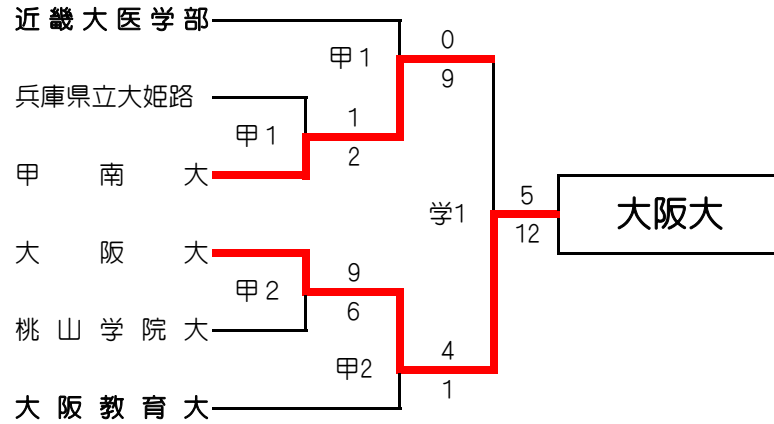 近畿大医学部
0
甲1
9
兵庫県立大姫路
1
甲1
2
甲南大
5
学1
大阪大
12
大阪大
9
甲2
6
桃山学院大
4
甲2
1
大阪教育大